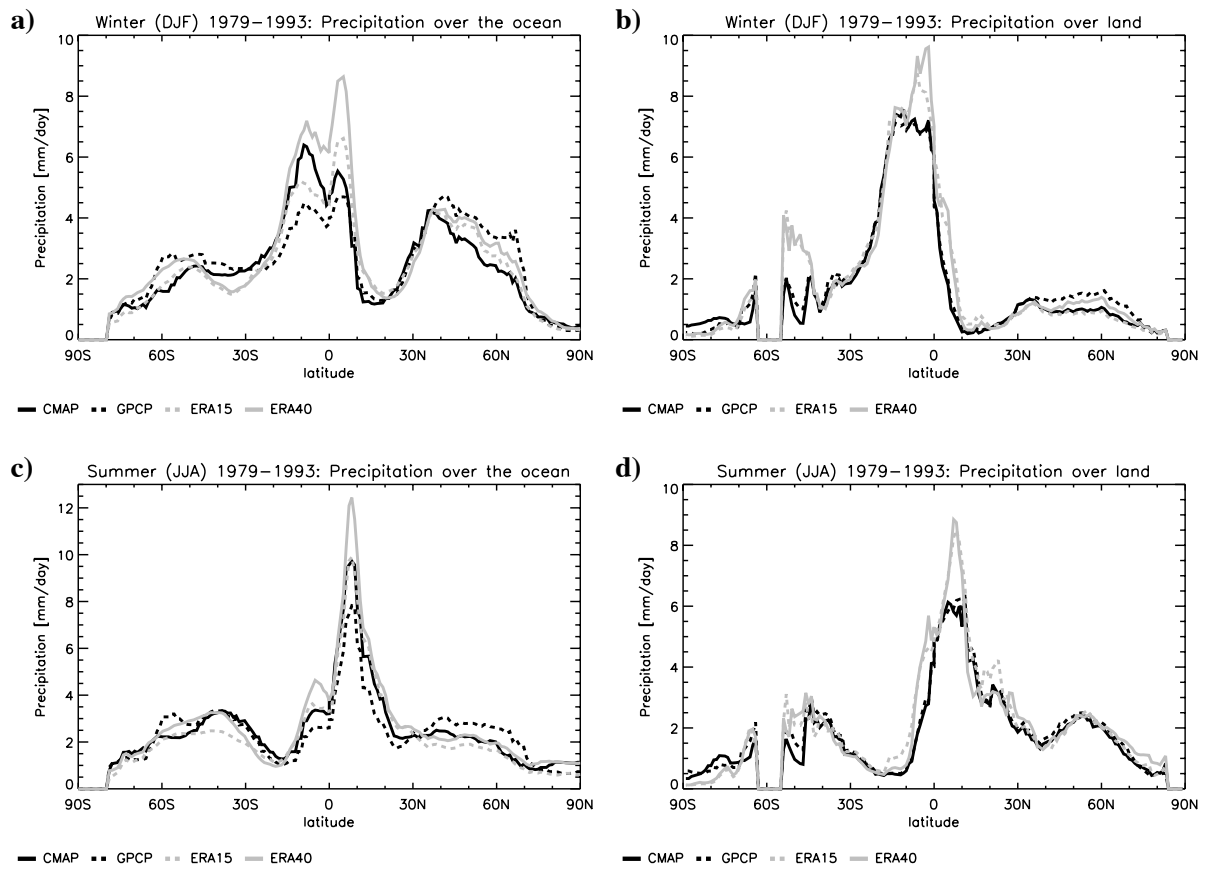 a)
Winter (DJF) 1979-1993: Precipitation over the ocean
10
8
6
4
2
0
Precipitation [mm/day]
90S 60S 30S 0 30N 60N 90N
latitude
CMAP GPCP ERA15 ERA40
b)
Winter (DJF) 1979-1993: Precipitation over land
10
8
6
4
2
0
Precipitation [mm/day]
90S 60S 30S 0 30N 60N 90N
latitude
CMAP GPCP ERA15 ERA40
c)
Summer (JJA) 1979-1993: Precipitation over the ocean
12
10
8
6
4
2
0
Precipitation [mm/day]
90S 60S 30S 0 30N 60N 90N
latitude
CMAP GPCP ERA15 ERA40
d)
Summer (JJA) 1979-1993: Precipitation over land
10
8
6
4
2
0
Precipitation [mm/day]
90S 60S 30S 0 30N 60N 90N
latitude
CMAP GPCP ERA15 ERA40